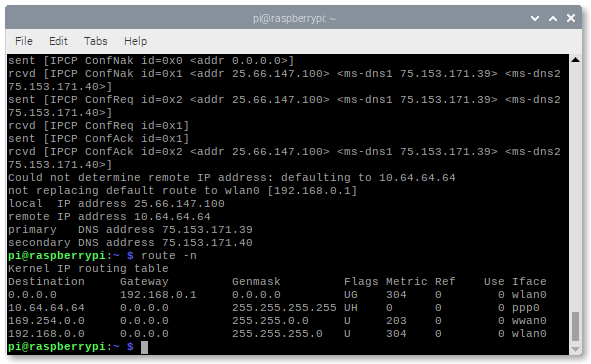 pi@raspberrypi: ~
File Edit Tabs Help
sent [IPCP ConfNak id=0x0 <addr 0.0.0.0>]
rcvd [IPCP ConfNak id=0x1 <addr 25.66.147.100> <ms-dns1 75.153.171.39> <ms-dns2
75.153.171.40>]
sent [IPCP ConfReq id=0x2 <addr 25.66.147.100> <ms-dns1 75.153.171.39> <ms-dns2
75.153.171.40>]
rcvd [IPCP ConfReq id=0x1]
sent [IPCP ConfAck id=0x1]
rcvd [IPCP ConfAck id=0x2 <addr 25.66.147.100> <ms-dns1 75.153.171.39> <ms-dns2
75.153.171.40>]
Could not determine remote IP address: defaulting to 10.64.64.64
not replacing default route to wlan0 [192.168.0.1]
local  IP address 25.66.147.100
remote IP address 10.64.64.64
primary   DNS address 75.153.171.39
secondary DNS address 75.153.171.40
pi@raspberrypi:~ $ route -n
Kernel IP routing table
Destination     Gateway         Genmask         Flags Metric Ref    Use Iface
0.0.0.0         192.168.0.1     0.0.0.0         UG    304    0        0 wlan0
10.64.64.64     0.0.0.0         255.255.255.255 UH    0      0        0 ppp0
169.254.0.0     0.0.0.0         255.255.0.0     U     203    0        0 wwan0
192.168.0.0     0.0.0.0         255.255.255.0   U     304    0        0 wlan0
pi@raspberrypi:~ $